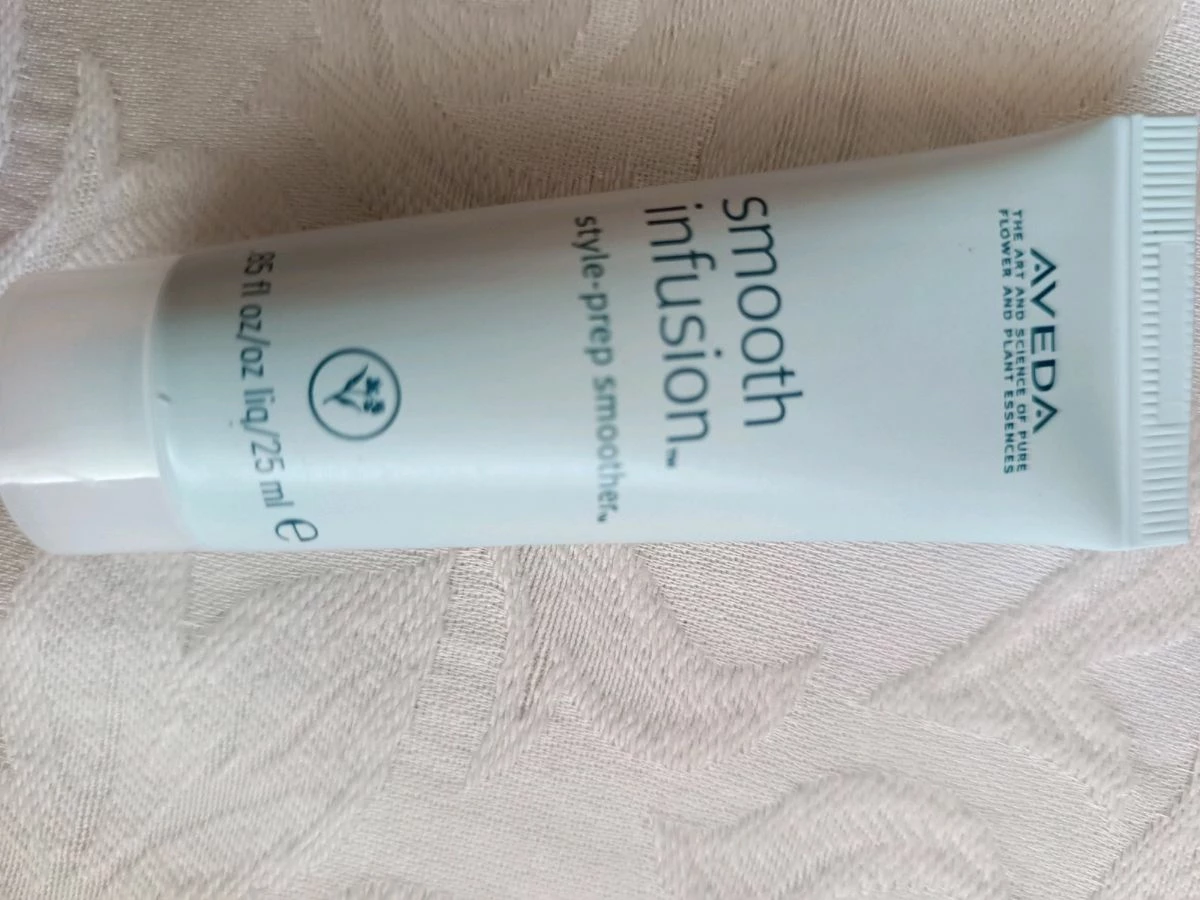 AVEDA
THE ART AND SCIENCE OF PURE
FLOWER AND PLANT ESSENCES
smooth
infusion™
style-prep smoother™
.85 fl oz/oz liq/25 ml e